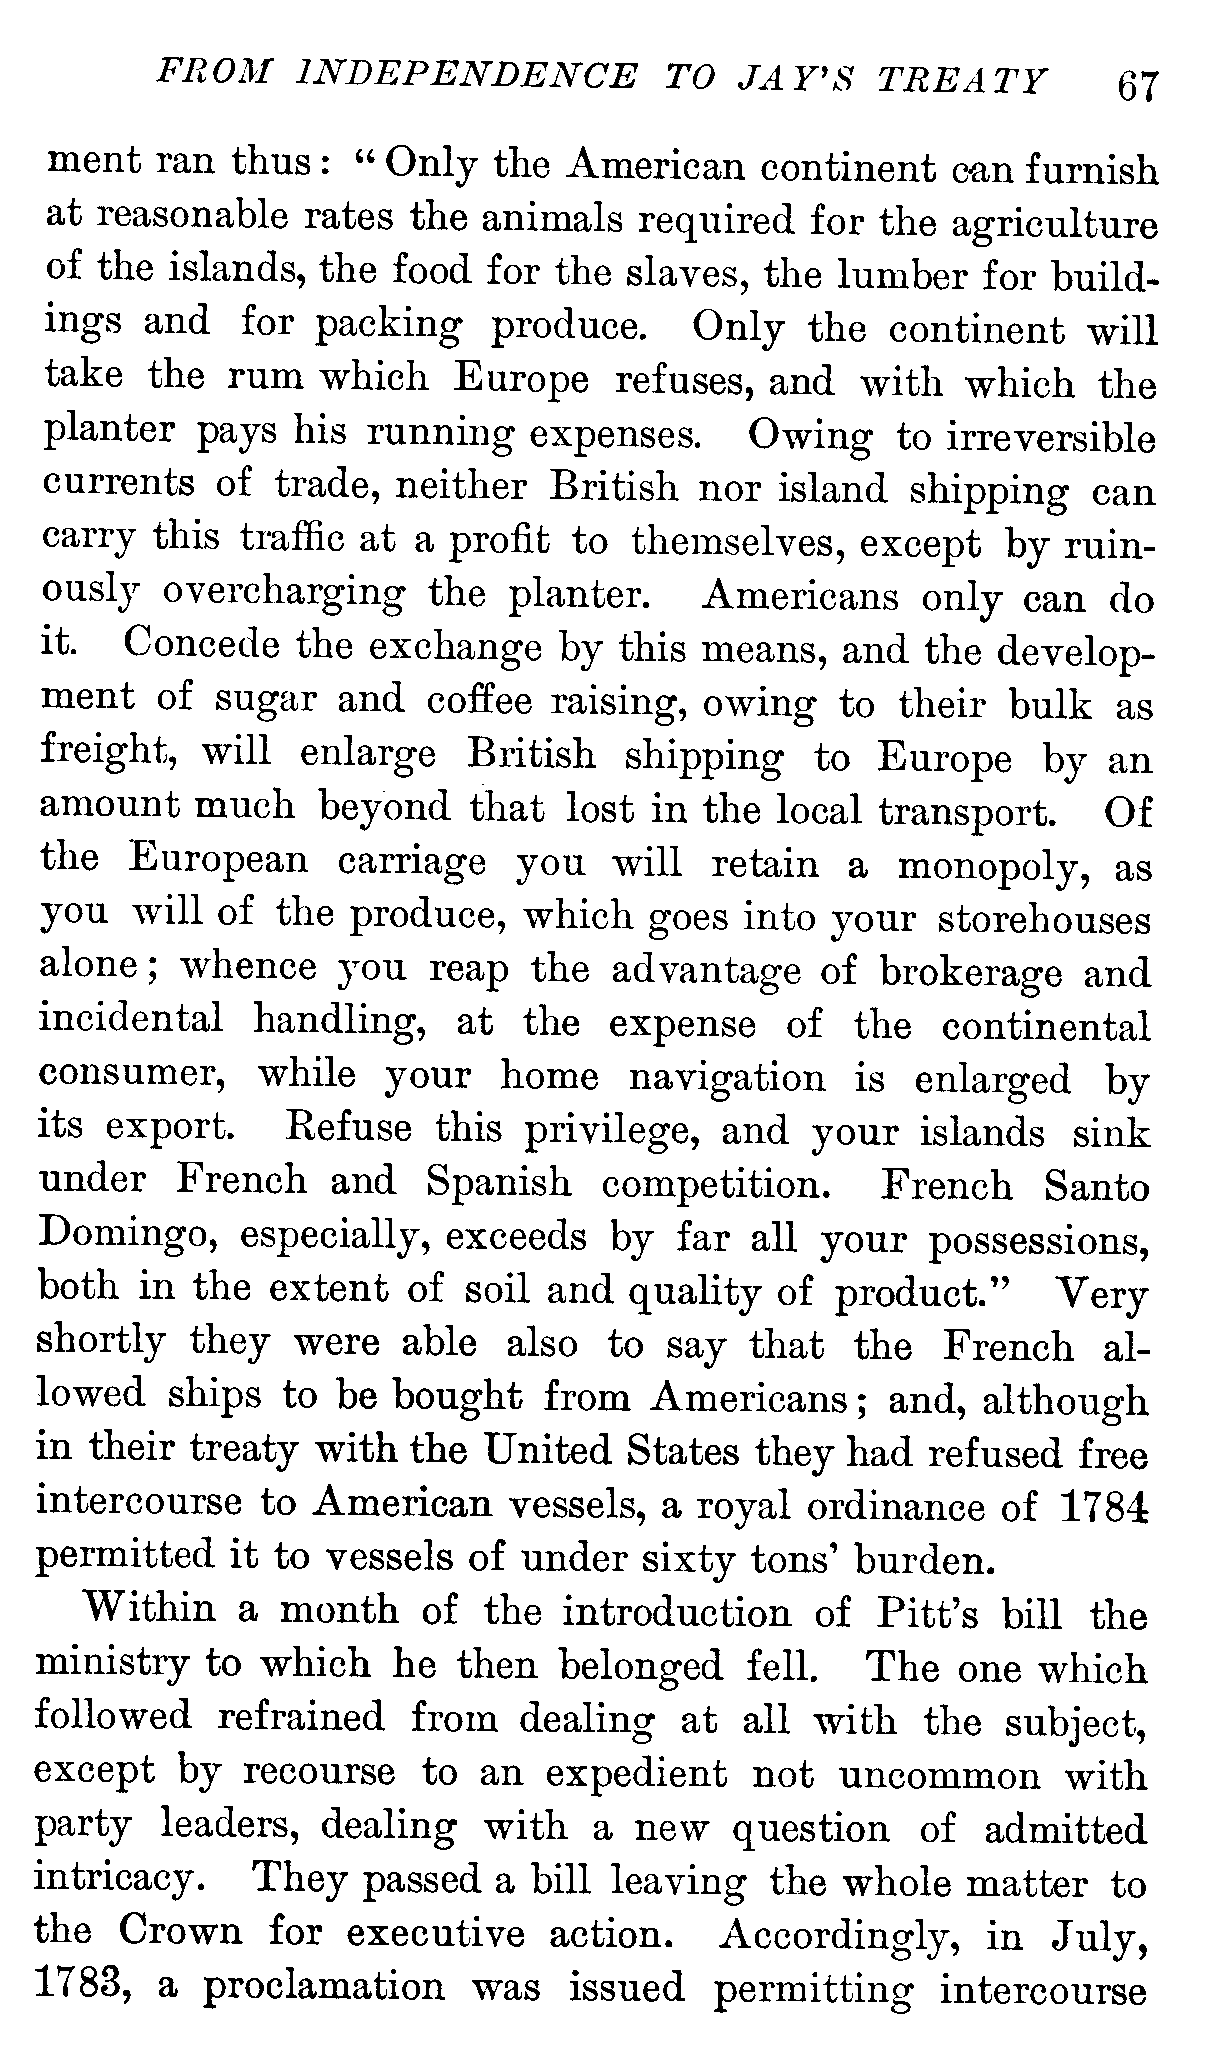 FROM INDEPENDENCE TO JAY'S TREATY 67
ment ran thus: “Only the American continent can furnish
at reasonable rates the animals required for the agriculture
of the islands, the food for the slaves, the lumber for build-
ings and for packing produce. Only the continent will
take the rum which Europe refuses, and with which the
planter pays his running expenses. Owing to irreversible
currents of trade, neither British nor island shipping can
carry this traffic at a profit to themselves, except by ruin-
ously overcharging the planter. Americans only can do
it. Concede the exchange by this means, and the develop-
ment of sugar and coffee raising, owing to their bulk as
freight, will enlarge British shipping to Europe by an
amount much beyond that lost in the local transport. Of
the European carriage you will retain a monopoly, as
you will of the produce, which goes into your storehouses
alone; whence you reap the advantage of brokerage and
incidental handling, at the expense of the continental
consumer, while your home navigation is enlarged by
its export. Refuse this privilege, and your islands sink
under French and Spanish competition. French Santo
Domingo, especially, exceeds by far all your possessions,
both in the extent of soil and quality of product.” Very
shortly they were able also to say that the French al-
lowed ships to be bought from Americans; and, although
in their treaty with the United States they had refused free
intercourse to American vessels, a royal ordinance of 1784
permitted it to vessels of under sixty tons' burden.
Within a month of the introduction of Pitt's bill the
ministry to which he then belonged fell. The one which
followed refrained from dealing at all with the subject,
except by recourse to an expedient not uncommon with
party leaders, dealing with a new question of admitted
intricacy. They passed a bill leaving the whole matter to
the Crown for executive action. Accordingly, in July,
1783, a proclamation was issued permitting intercourse